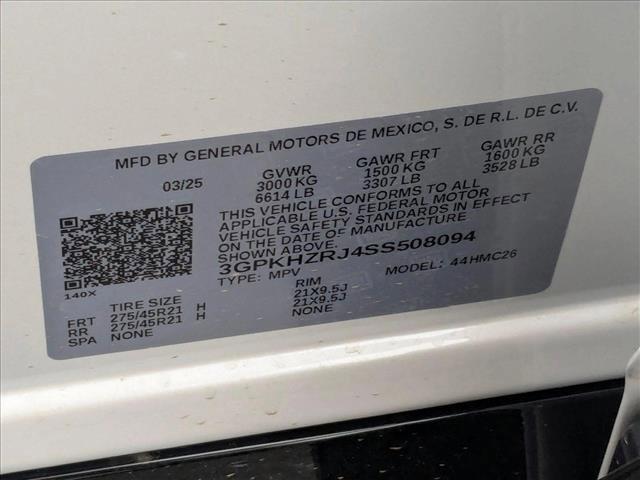 MFD BY GENERAL MOTORS DE MEXICO, S. DE R.L. DE C.V.
03/25 GVWR GAWR FRT GAWR RR
3000 KG 1500 KG 1600 KG
6614 LB 3307 LB 3528 LB
THIS VEHICLE CONFORMS TO ALL
APPLICABLE U.S. FEDERAL MOTOR
VEHICLE SAFETY STANDARDS IN EFFECT
ON THE DATE OF MANUFACTURE
SHOWN ABOVE.
3GPKHZRJ4SS508094
TYPE: MPV MODEL: 44HMC26
140X
TIRE SIZE RIM
FRT 275/45R21 H 21X9.5J
RR 275/45R21 H 21X9.5J
SPA NONE NONE